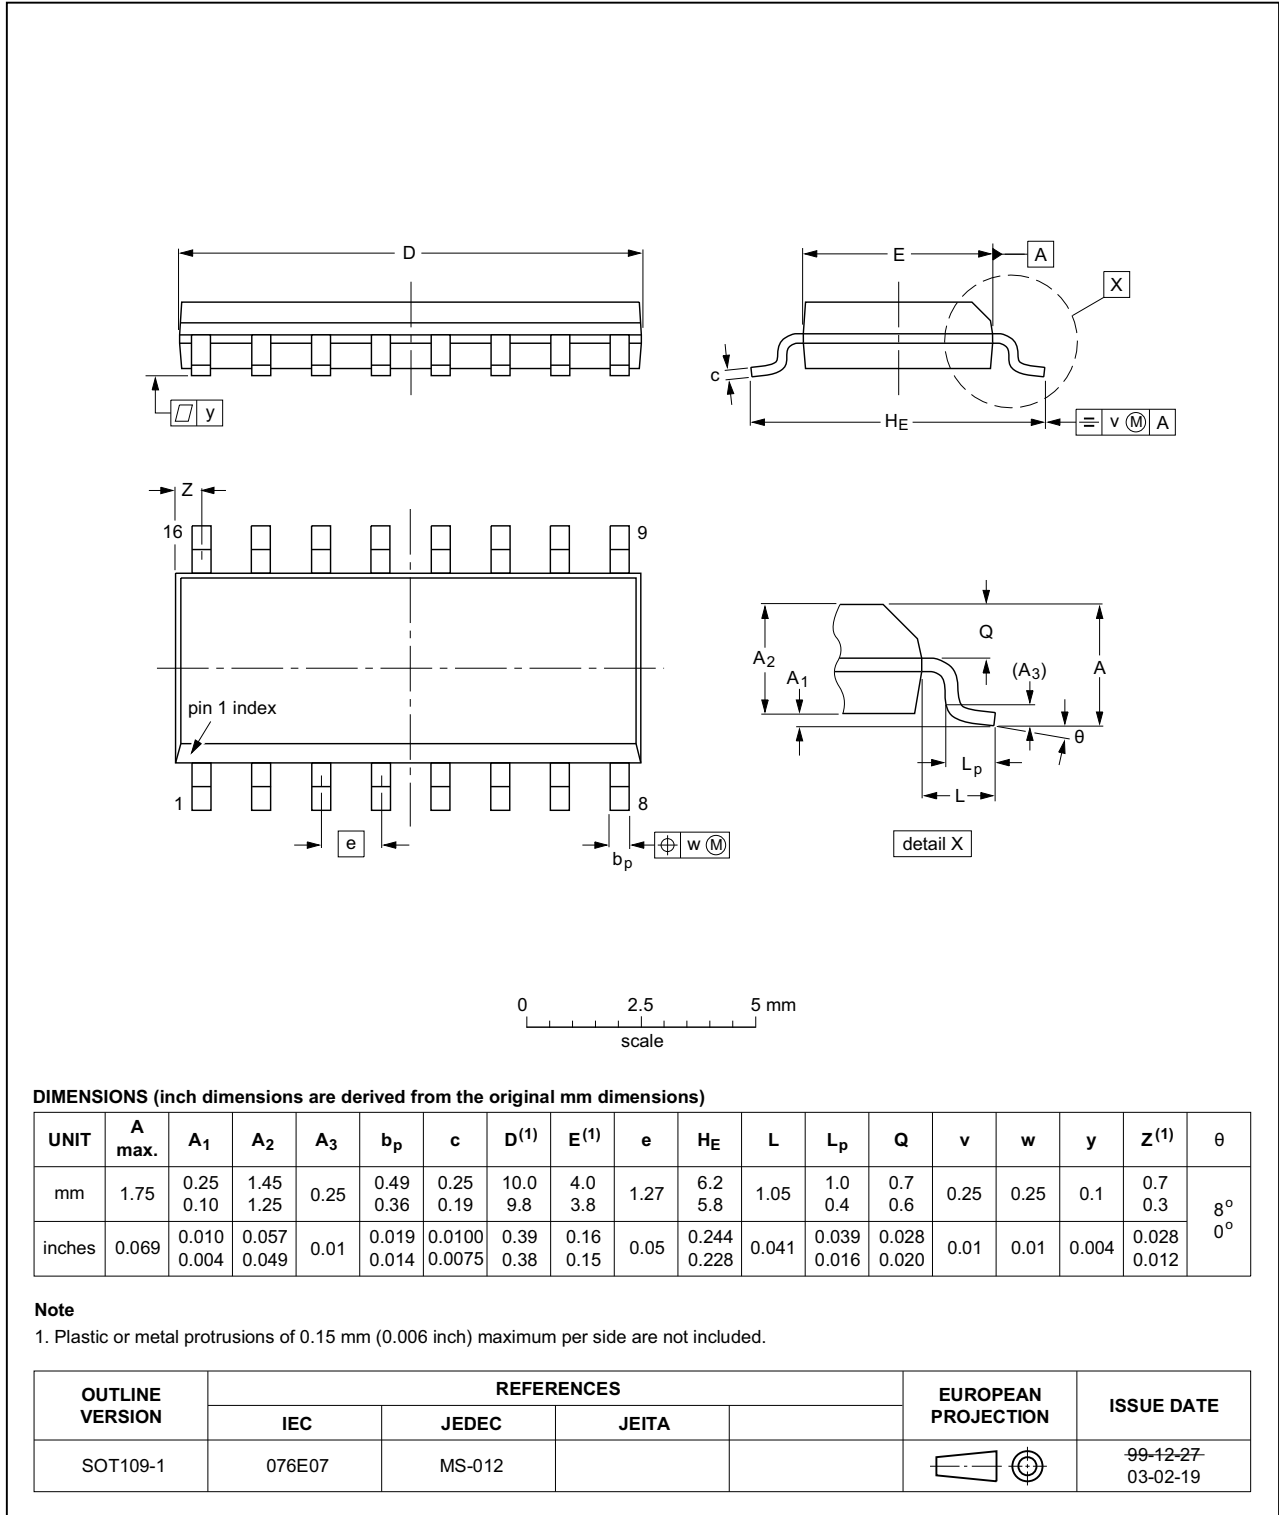 D
E
A
X
c
y
HE
v M A
Z
16
9
pin 1 index
1
8
e
bp
w M
Q
A2
A1
(A3)
A
θ
Lp
L
detail X
0 2.5 5 mm
scale
DIMENSIONS (inch dimensions are derived from the original mm dimensions)
UNIT A max. A1 A2 A3 bp c D(1) E(1) e HE L Lp Q v w y Z(1) θ
mm 1.75 0.25 0.10 1.45 1.25 0.25 0.49 0.36 0.25 0.19 10.0 9.8 4.0 3.8 1.27 6.2 5.8 1.05 1.0 0.4 0.7 0.6 0.25 0.25 0.1 0.7 0.3 8° 0°
inches 0.069 0.010 0.004 0.057 0.049 0.01 0.019 0.014 0.0100 0.0075 0.39 0.38 0.16 0.15 0.05 0.244 0.228 0.041 0.039 0.016 0.028 0.020 0.01 0.01 0.004 0.028 0.012
Note
1. Plastic or metal protrusions of 0.15 mm (0.006 inch) maximum per side are not included.
OUTLINE VERSION REFERENCES EUROPEAN PROJECTION ISSUE DATE
IEC JEDEC JEITA
SOT109-1 076E07 MS-012 99-12-27
03-02-19